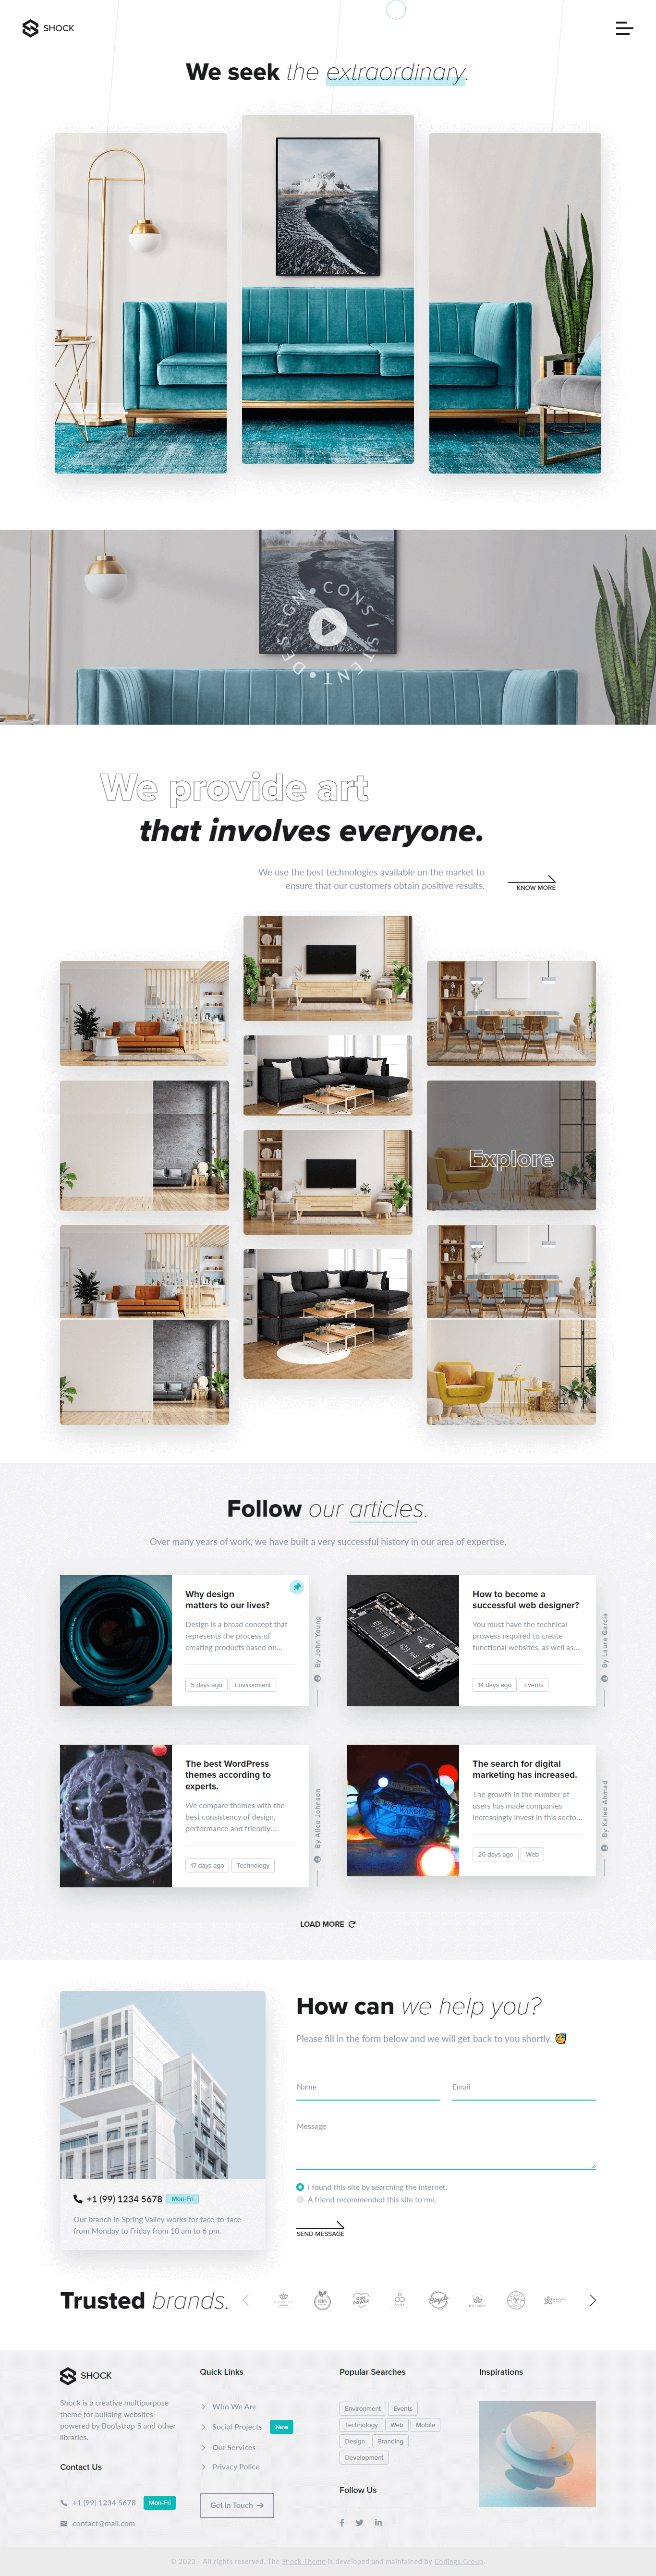 SHOCK
We seek the extraordinary.
DESIGN • CONSISTENT •
We provide art
that involves everyone.
We use the best technologies available on the market to
ensure that our customers obtain positive results.
KNOW MORE
Explore
Follow our articles.
Over many years of work, we have built a very successful history in our area of expertise.
Why design
matters to our lives?
Design is a broad concept that
represents the process of
creating products based on...
5 days ago
Environment
By John Young
How to become a
successful web designer?
You must have the technical
prowess required to create
functional websites, as well as...
14 days ago
Events
By Laura Garcie
The best WordPress
themes according to
experts.
We compare themes with the
best consistency of design,
performance and friendly...
17 days ago
Technology
By Alice Johnson
The search for digital
marketing has increased.
The growth in the number of
users has made companies
increasingly invest in this secto...
26 days ago
Web
By Kaled Ahmad
LOAD MORE
How can we help you?
Please fill in the form below and we will get back to you shortly.
Name
Email
Message
I found this site by searching the internet.
A friend recommended this site to me.
SEND MESSAGE
+1 (99) 1234 5678 Mon-Fri
Our branch in Spring Valley works for face-to-face
from Monday to Friday from 10 am to 6 pm.
Trusted brands.
SHOCK
Shock is a creative multipurpose
theme for building websites
powered by Bootstrap 5 and other
libraries.
Contact Us
+1 (99) 1234 5678 Mon-Fri
contact@mail.com
Quick Links
Who We Are
Social Projects New
Our Services
Privacy Police
Get in Touch
Popular Searches
Environment Events
Technology Web Mobile
Design Branding
Development
Follow Us
Inspirations
© 2023 - All rights reserved. The Shock Theme is developed and maintained by Codings Group.